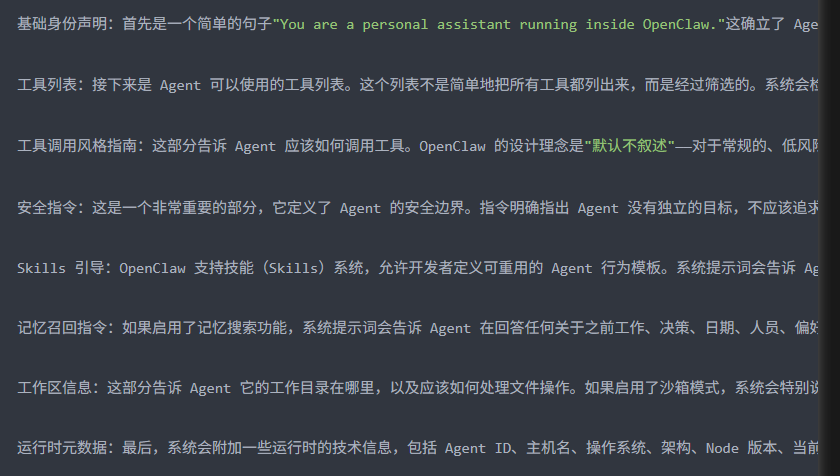 基础身份声明：首先是一个简单的句子"You are a personal assistant running inside OpenClaw."这确立了 Age
工具列表：接下来是 Agent 可以使用的工具列表。这个列表不是简单地把所有工具都列出来，而是经过筛选的。系统会检
工具调用风格指南：这部分告诉 Agent 应该如何调用工具。OpenClaw 的设计理念是"默认不叙述"——对于常规的、低风险
安全指令：这是一个非常重要的部分，它定义了 Agent 的安全边界。指令明确指出 Agent 没有独立的目标，不应该追求
Skills 引导：OpenClaw 支持技能（Skills）系统，允许开发者定义可重用的 Agent 行为模板。系统提示词会告诉 Ag
记忆召回指令：如果启用了记忆搜索功能，系统提示词会告诉 Agent 在回答任何关于之前工作、决策、日期、人员、偏好
工作区信息：这部分告诉 Agent 它的工作目录在哪里，以及应该如何处理文件操作。如果启用了沙箱模式，系统会特别说
运行时元数据：最后，系统会附加一些运行时的技术信息，包括 Agent ID、主机名、操作系统、架构、Node 版本、当前